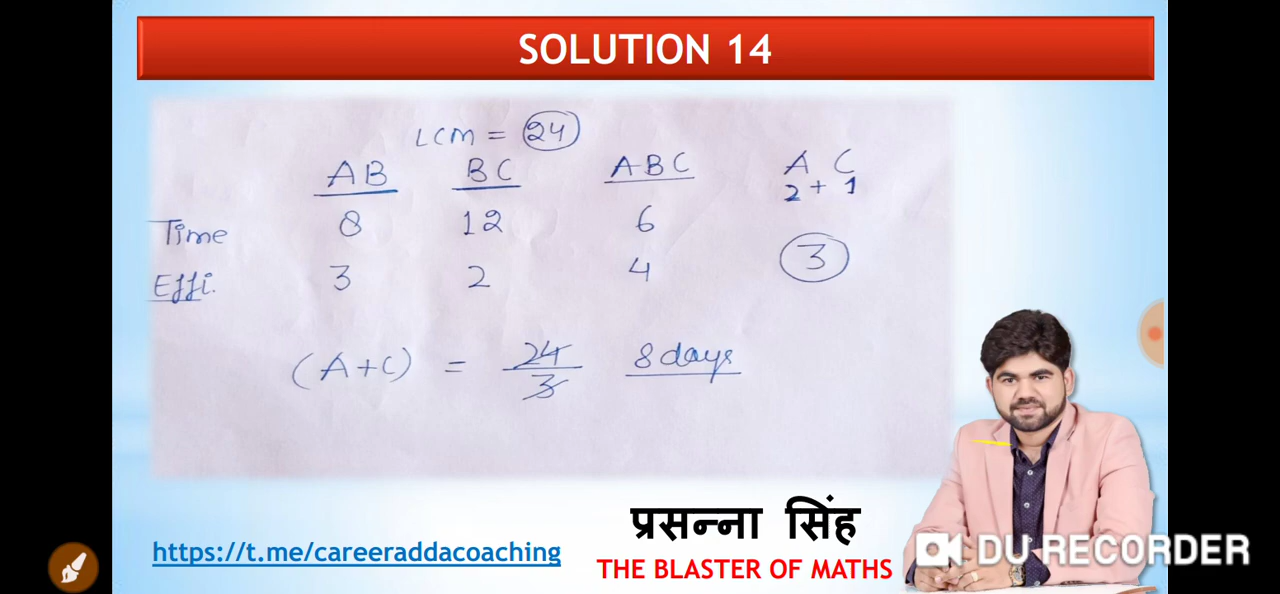 SOLUTION 14
LCM = 24
AB BC ABC A C
2 + 1
Time 8 12 6
Effi. 3 2 4 3
(A+C) = 24/3 8 days
प्रसन्ना सिंह
https://t.me/careeraddacoaching
THE BLASTER OF MATHS
DU RECORDER